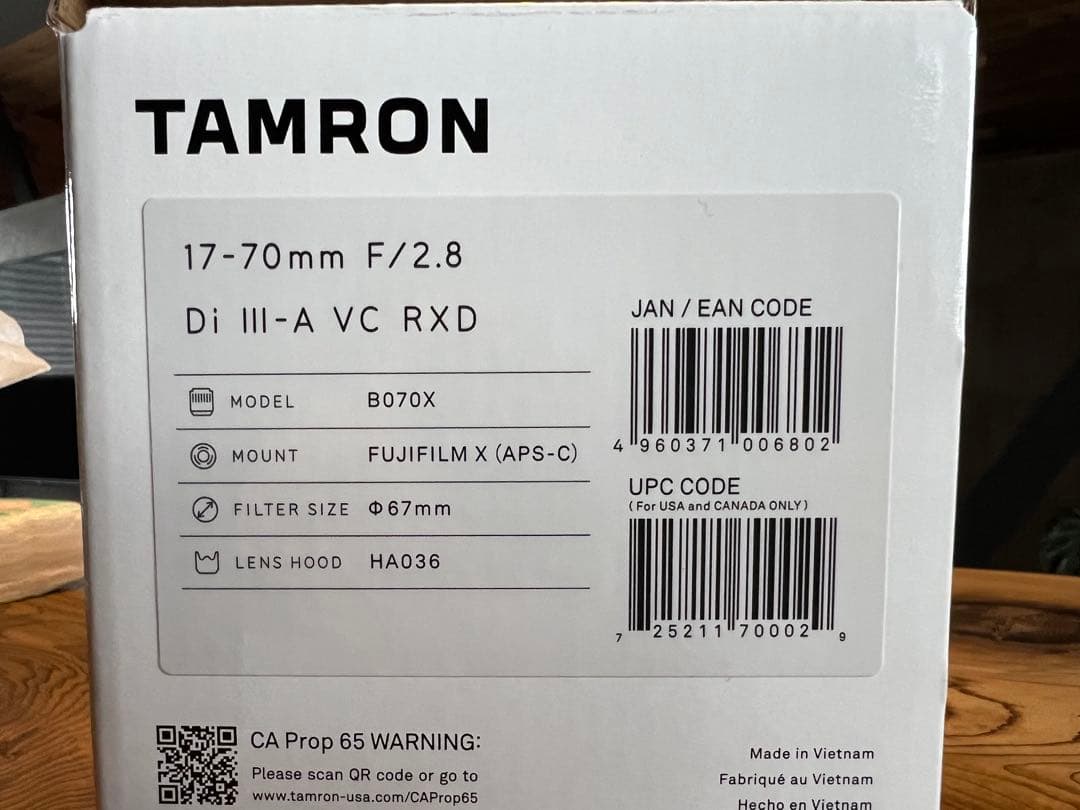 TAMRON
17-70mm F/2.8
Di III-A VC RXD
MODEL B070X
MOUNT FUJIFILM X (APS-C)
FILTER SIZE Φ67mm
LENS HOOD HA036
JAN / EAN CODE
4 960371 006802
UPC CODE
(For USA and CANADA ONLY)
7 25211 70002 9
CA Prop 65 WARNING:
Please scan QR code or go to
www.tamron-usa.com/CAProp65
Made in Vietnam
Fabriqué au Vietnam
Hecho en Vietnam